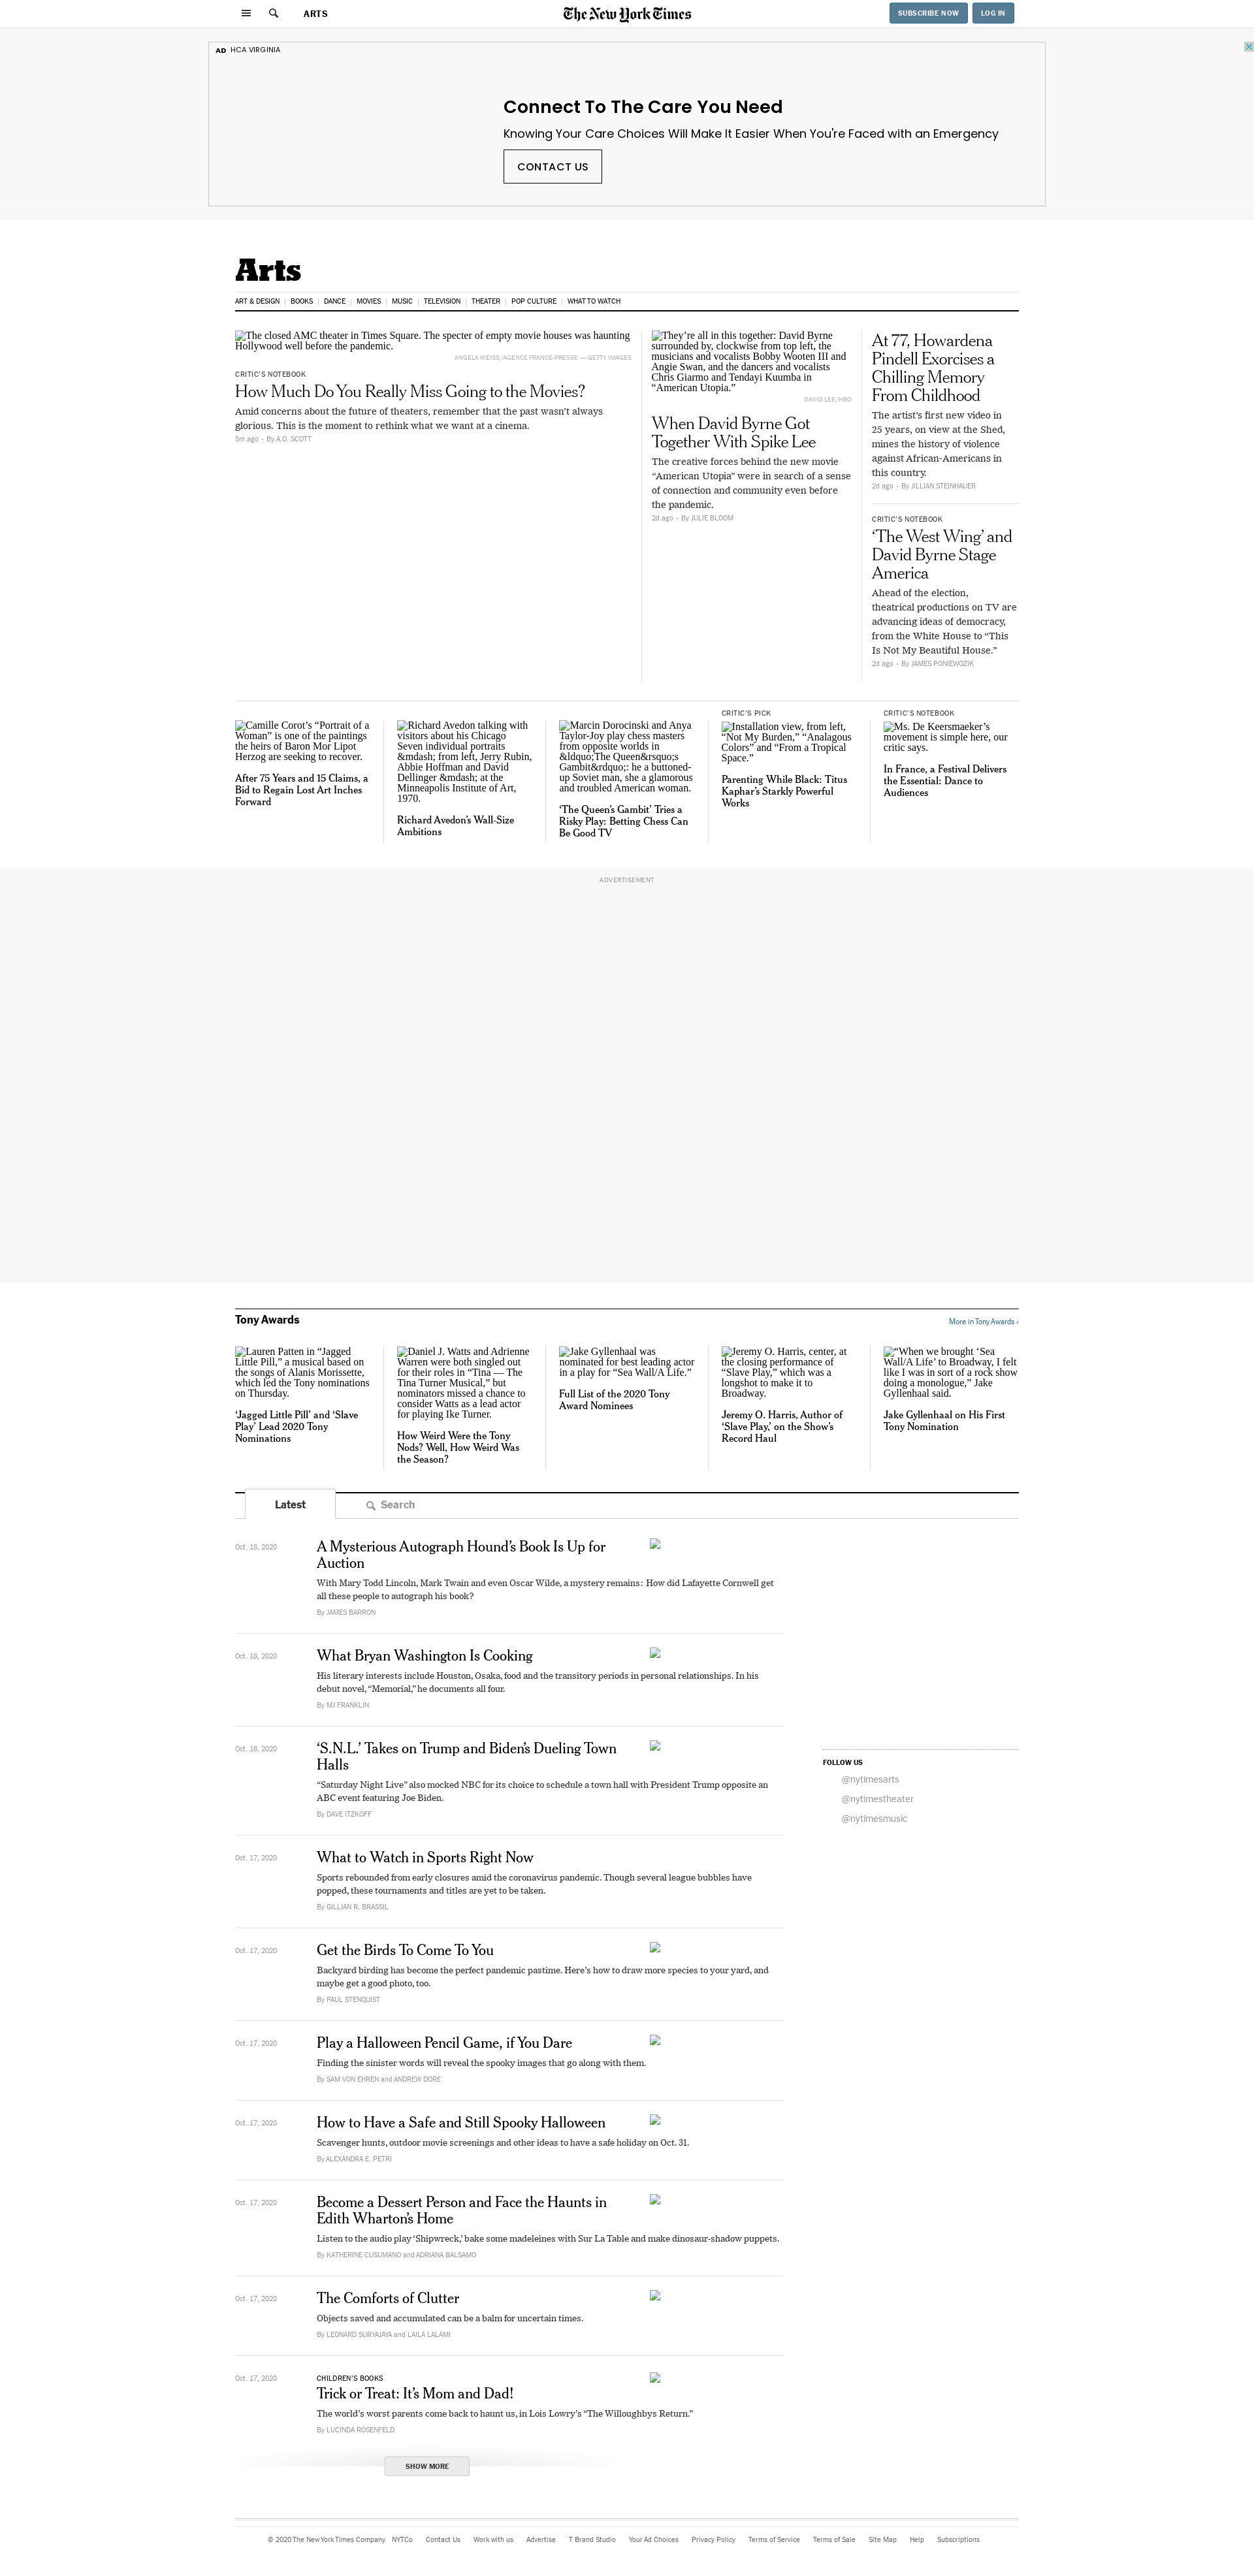 ARTS
The New York Times
SUBSCRIBE NOW
LOG IN
AD HCA VIRGINIA
Connect To The Care You Need
Knowing Your Care Choices Will Make It Easier When You're Faced with an Emergency
CONTACT US
Arts
ART & DESIGN
BOOKS
DANCE
MOVIES
MUSIC
TELEVISION
THEATER
POP CULTURE
WHAT TO WATCH
The closed AMC theater in Times Square. The specter of empty movie houses was haunting
Hollywood well before the pandemic.
ANGELA WEISS/AGENCE FRANCE-PRESSE — GETTY IMAGES
CRITIC'S NOTEBOOK
How Much Do You Really Miss Going to the Movies?
Amid concerns about the future of theaters, remember that the past wasn't always
glorious. This is the moment to rethink what we want at a cinema.
5m ago • By A.O. SCOTT
They're all in this together: David Byrne
surrounded by, clockwise from top left, the
musicians and vocalists Bobby Wooten III and
Angie Swan, and the dancers and vocalists
Chris Giarmo and Tendayi Kuumba in
“American Utopia.”
DAVID LEE/HBO
When David Byrne Got
Together With Spike Lee
The creative forces behind the new movie
“American Utopia” were in search of a sense
of connection and community even before
the pandemic.
2d ago • By JULIE BLOOM
At 77, Howardena
Pindell Exorcises a
Chilling Memory
From Childhood
The artist's first new video in
25 years, on view at the Shed,
mines the history of violence
against African-Americans in
this country.
2d ago • By JILLIAN STEINHAUER
CRITIC'S NOTEBOOK
‘The West Wing’ and
David Byrne Stage
America
Ahead of the election,
theatrical productions on TV are
advancing ideas of democracy,
from the White House to “This
Is Not My Beautiful House.”
2d ago • By JAMES PONIEWOZIK
Camille Corot's “Portrait of a
Woman” is one of the paintings
the heirs of Baron Mor Lipot
Herzog are seeking to recover.
After 75 Years and 15 Claims, a
Bid to Regain Lost Art Inches
Forward
Richard Avedon talking with
visitors about his Chicago
Seven individual portraits
&mdash; from left, Jerry Rubin,
Abbie Hoffman and David
Dellinger &mdash; at the
Minneapolis Institute of Art,
1970.
Richard Avedon's Wall-Size
Ambitions
Marcin Dorocinski and Anya
Taylor-Joy play chess masters
from opposite worlds in
&ldquo;The Queen&rsquo;s
Gambit&rdquo;: he a buttoned-
up Soviet man, she a glamorous
and troubled American woman.
‘The Queen's Gambit’ Tries a
Risky Play: Betting Chess Can
Be Good TV
CRITIC'S PICK
Installation view, from left,
“Not My Burden,” “Analagous
Colors” and “From a Tropical
Space.”
Parenting While Black: Titus
Kaphar's Starkly Powerful
Works
CRITIC'S NOTEBOOK
Ms. De Keersmaeker's
movement is simple here, our
critic says.
In France, a Festival Delivers
the Essential: Dance to
Audiences
ADVERTISEMENT
Tony Awards
More in Tony Awards ›
Lauren Patten in “Jagged
Little Pill,” a musical based on
the songs of Alanis Morissette,
which led the Tony nominations
on Thursday.
‘Jagged Little Pill’ and ‘Slave
Play’ Lead 2020 Tony
Nominations
Daniel J. Watts and Adrienne
Warren were both singled out
for their roles in “Tina — The
Tina Turner Musical,” but
nominators missed a chance to
consider Watts as a lead actor
for playing Ike Turner.
How Weird Were the Tony
Nods? Well, How Weird Was
the Season?
Jake Gyllenhaal was
nominated for best leading actor
in a play for “Sea Wall/A Life.”
Full List of the 2020 Tony
Award Nominees
Jeremy O. Harris, center, at
the closing performance of
“Slave Play,” which was a
longshot to make it to
Broadway.
Jeremy O. Harris, Author of
‘Slave Play,’ on the Show's
Record Haul
“When we brought ‘Sea
Wall/A Life’ to Broadway, I felt
like I was in sort of a rock show
doing a monologue,” Jake
Gyllenhaal said.
Jake Gyllenhaal on His First
Tony Nomination
Latest
Search
Oct. 18, 2020
A Mysterious Autograph Hound's Book Is Up for
Auction
With Mary Todd Lincoln, Mark Twain and even Oscar Wilde, a mystery remains: How did Lafayette Cornwell get
all these people to autograph his book?
By JAMES BARRON
Oct. 18, 2020
What Bryan Washington Is Cooking
His literary interests include Houston, Osaka, food and the transitory periods in personal relationships. In his
debut novel, “Memorial,” he documents all four.
By MJ FRANKLIN
Oct. 18, 2020
‘S.N.L.’ Takes on Trump and Biden's Dueling Town
Halls
“Saturday Night Live” also mocked NBC for its choice to schedule a town hall with President Trump opposite an
ABC event featuring Joe Biden.
By DAVE ITZKOFF
FOLLOW US
@nytimesarts
@nytimestheater
@nytimesmusic
Oct. 17, 2020
What to Watch in Sports Right Now
Sports rebounded from early closures amid the coronavirus pandemic. Though several league bubbles have
popped, these tournaments and titles are yet to be taken.
By GILLIAN R. BRASSIL
Oct. 17, 2020
Get the Birds To Come To You
Backyard birding has become the perfect pandemic pastime. Here's how to draw more species to your yard, and
maybe get a good photo, too.
By PAUL STENQUIST
Oct. 17, 2020
Play a Halloween Pencil Game, if You Dare
Finding the sinister words will reveal the spooky images that go along with them.
By SAM VON EHREN and ANDREW DORE
Oct. 17, 2020
How to Have a Safe and Still Spooky Halloween
Scavenger hunts, outdoor movie screenings and other ideas to have a safe holiday on Oct. 31.
By ALEXANDRA E. PETRI
Oct. 17, 2020
Become a Dessert Person and Face the Haunts in
Edith Wharton's Home
Listen to the audio play ‘Shipwreck,’ bake some madeleines with Sur La Table and make dinosaur-shadow puppets.
By KATHERINE CUSUMANO and ADRIANA BALSAMO
Oct. 17, 2020
The Comforts of Clutter
Objects saved and accumulated can be a balm for uncertain times.
By LEONARD SURYAJAYA and LAILA LALAMI
Oct. 17, 2020
CHILDREN'S BOOKS
Trick or Treat: It's Mom and Dad!
The world's worst parents come back to haunt us, in Lois Lowry's “The Willoughbys Return.”
By LUCINDA ROSENFELD
SHOW MORE
© 2020 The New York Times Company
NYTCo
Contact Us
Work with us
Advertise
T Brand Studio
Your Ad Choices
Privacy Policy
Terms of Service
Terms of Sale
Site Map
Help
Subscriptions